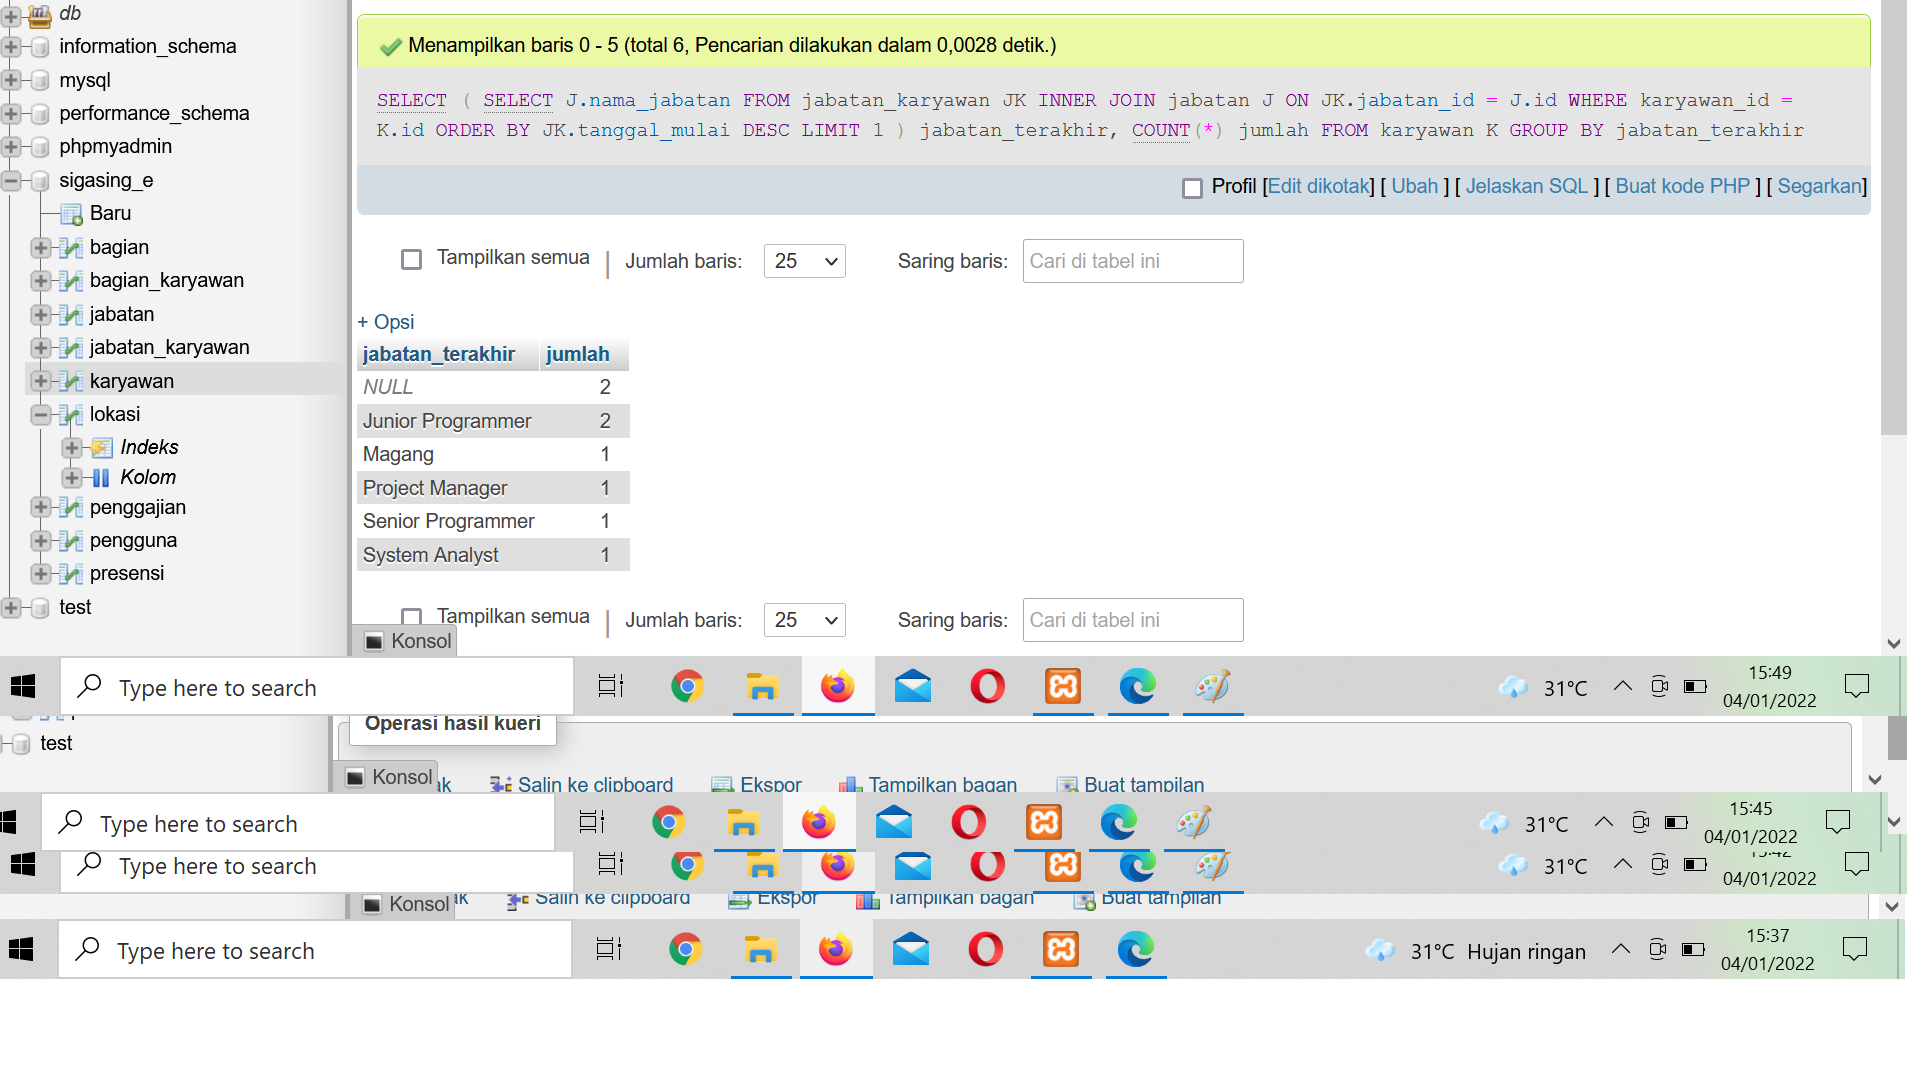 db
information_schema
mysql
performance_schema
phpmyadmin
sigasing_e
Baru
bagian
bagian_karyawan
jabatan
jabatan_karyawan
karyawan
lokasi
Indeks
Kolom
penggajian
pengguna
presensi
test
Menampilkan baris 0 - 5 (total 6, Pencarian dilakukan dalam 0,0028 detik.)
SELECT ( SELECT J.nama_jabatan FROM jabatan_karyawan JK INNER JOIN jabatan J ON JK.jabatan_id = J.id WHERE karyawan_id =
K.id ORDER BY JK.tanggal_mulai DESC LIMIT 1 ) jabatan_terakhir, COUNT(*) jumlah FROM karyawan K GROUP BY jabatan_terakhir
Profil [Edit dikotak] [ Ubah ] [ Jelaskan SQL ] [ Buat kode PHP ] [ Segarkan]
Tampilkan semua | Jumlah baris: 25 Saring baris: Cari di tabel ini
+ Opsi
jabatan_terakhir jumlah
NULL 2
Junior Programmer 2
Magang 1
Project Manager 1
Senior Programmer 1
System Analyst 1
Tampilkan semua | Jumlah baris: 25 Saring baris: Cari di tabel ini
Konsol
Type here to search 31°C 15:49
04/01/2022
Operasi hasil kueri
test
Konsol ak Salin ke clipboard Ekspor Tampilkan bagan Buat tampilan
Type here to search 31°C 15:45
04/01/2022
Type here to search 31°C
04/01/2022
Konsol ak Salin ke clipboard Ekspor Tampilkan bagan Buat tampilan
Type here to search 31°C Hujan ringan 15:37
04/01/2022